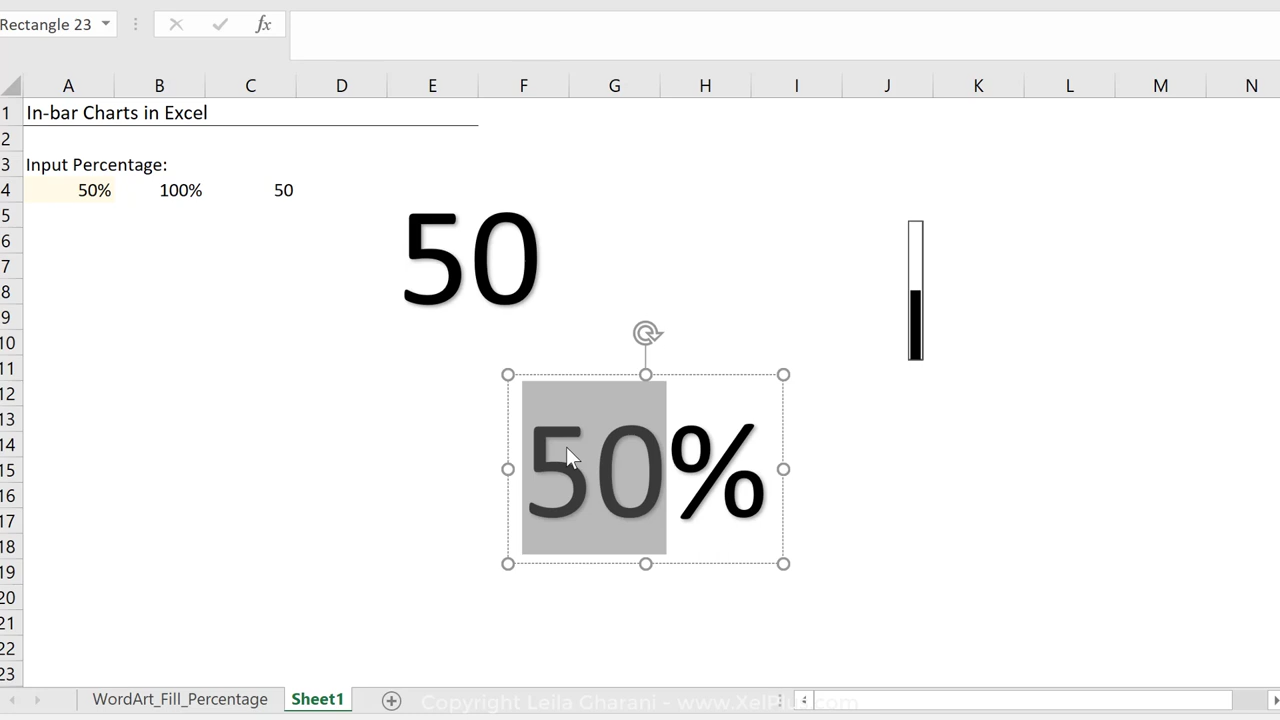 Rectangle 23
fx
A B C D E F G H I J K L M N
1 In-bar Charts in Excel
2
3 Input Percentage:
4 50% 100% 50
5
6
7
8
9
10
11
12
13
14
15
16
17
18
19
20
21
22
23
50
50%
WordArt_Fill_Percentage Sheet1
Copyright Leila Gharani - www.XelPlus.com